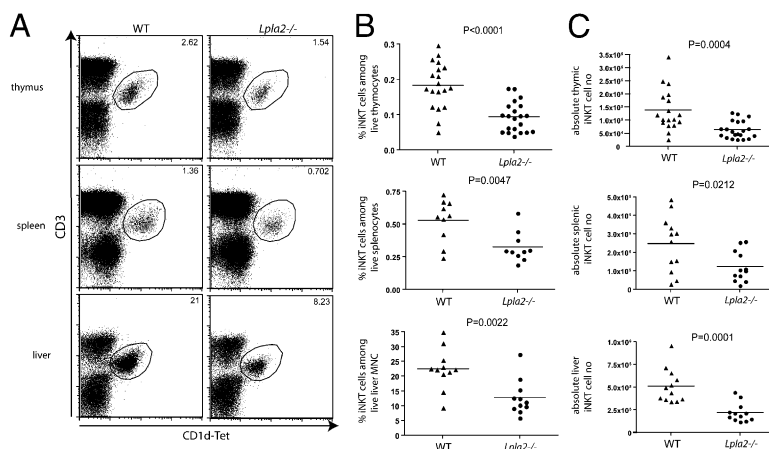 A
WT
Lpla2-/-
2.62
1.54
thymus
1.36
0.702
spleen
CD3
21
8.23
liver
CD1d-Tet
B
P<0.0001
% iNKT cells among
live thymocytes
0.3
0.2
0.1
0.0
WT
Lpla2-/-
P=0.0047
% iNKT cells among
live splenocytes
0.75
0.50
0.25
0.00
WT
Lpla2-/-
P=0.0022
% iNKT cells among
live liver MNC
35
30
25
20
15
10
5
0
WT
Lpla2-/-
C
P=0.0004
absolute thymic
iNKT cell no
WT
Lpla2-/-
P=0.0212
absolute splenic
iNKT cell no
WT
Lpla2-/-
P=0.0001
absolute liver
iNKT cell no
WT
Lpla2-/-